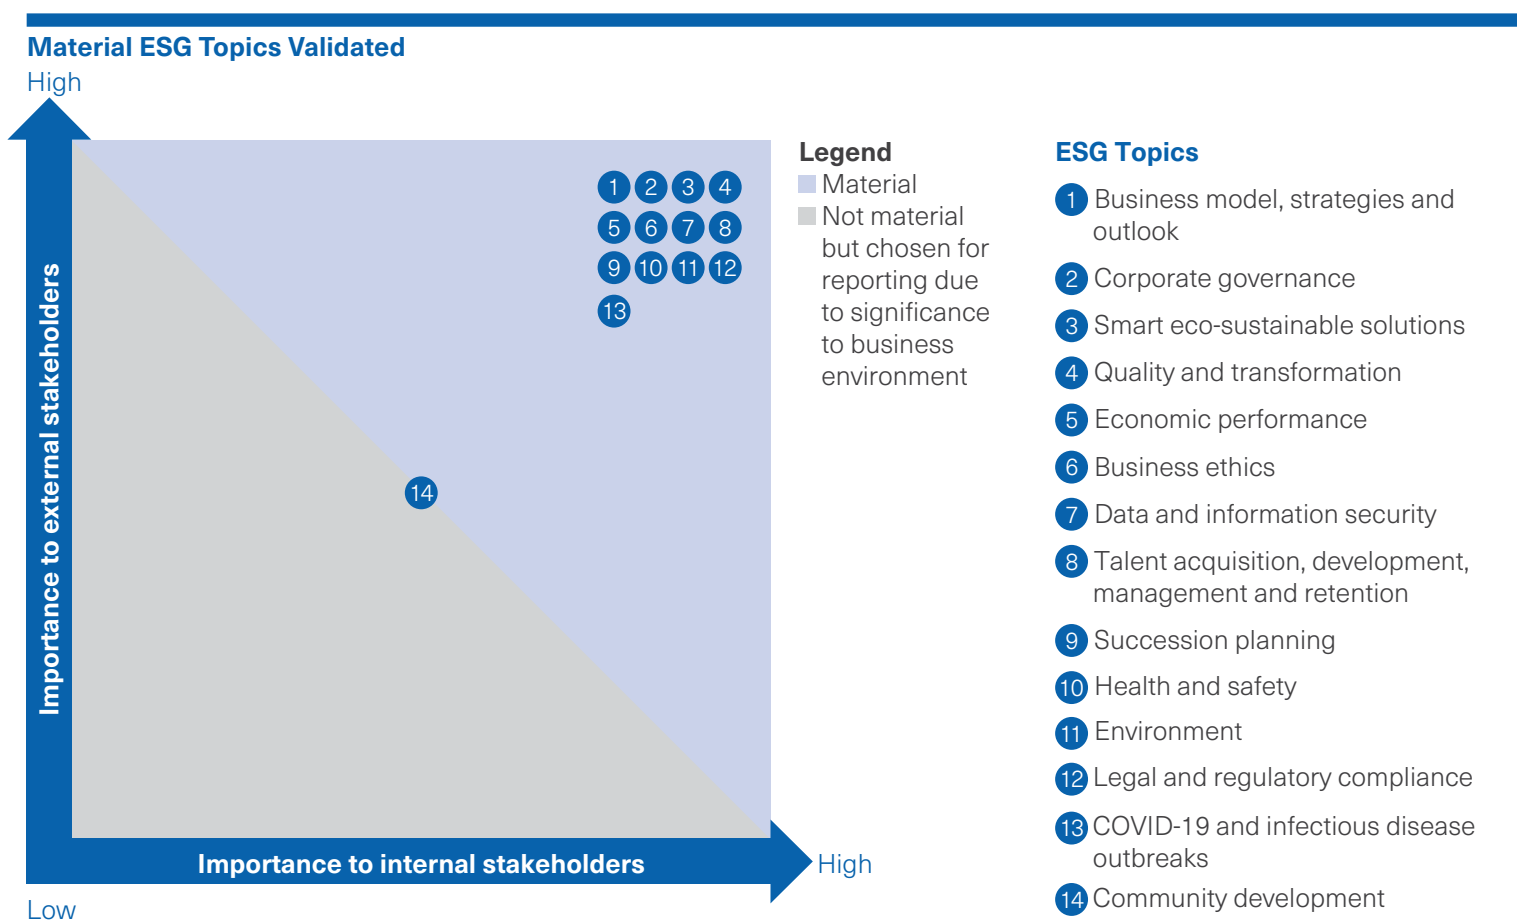 Material ESG Topics Validated
High
Importance to external stakeholders
1 2 3 4
5 6 7 8
9 10 11 12
13
14
Importance to internal stakeholders
High
Low
Legend
Material
Not material
but chosen for
reporting due
to significance
to business
environment
ESG Topics
1 Business model, strategies and
outlook
2 Corporate governance
3 Smart eco-sustainable solutions
4 Quality and transformation
5 Economic performance
6 Business ethics
7 Data and information security
8 Talent acquisition, development,
management and retention
9 Succession planning
10 Health and safety
11 Environment
12 Legal and regulatory compliance
13 COVID-19 and infectious disease
outbreaks
14 Community development